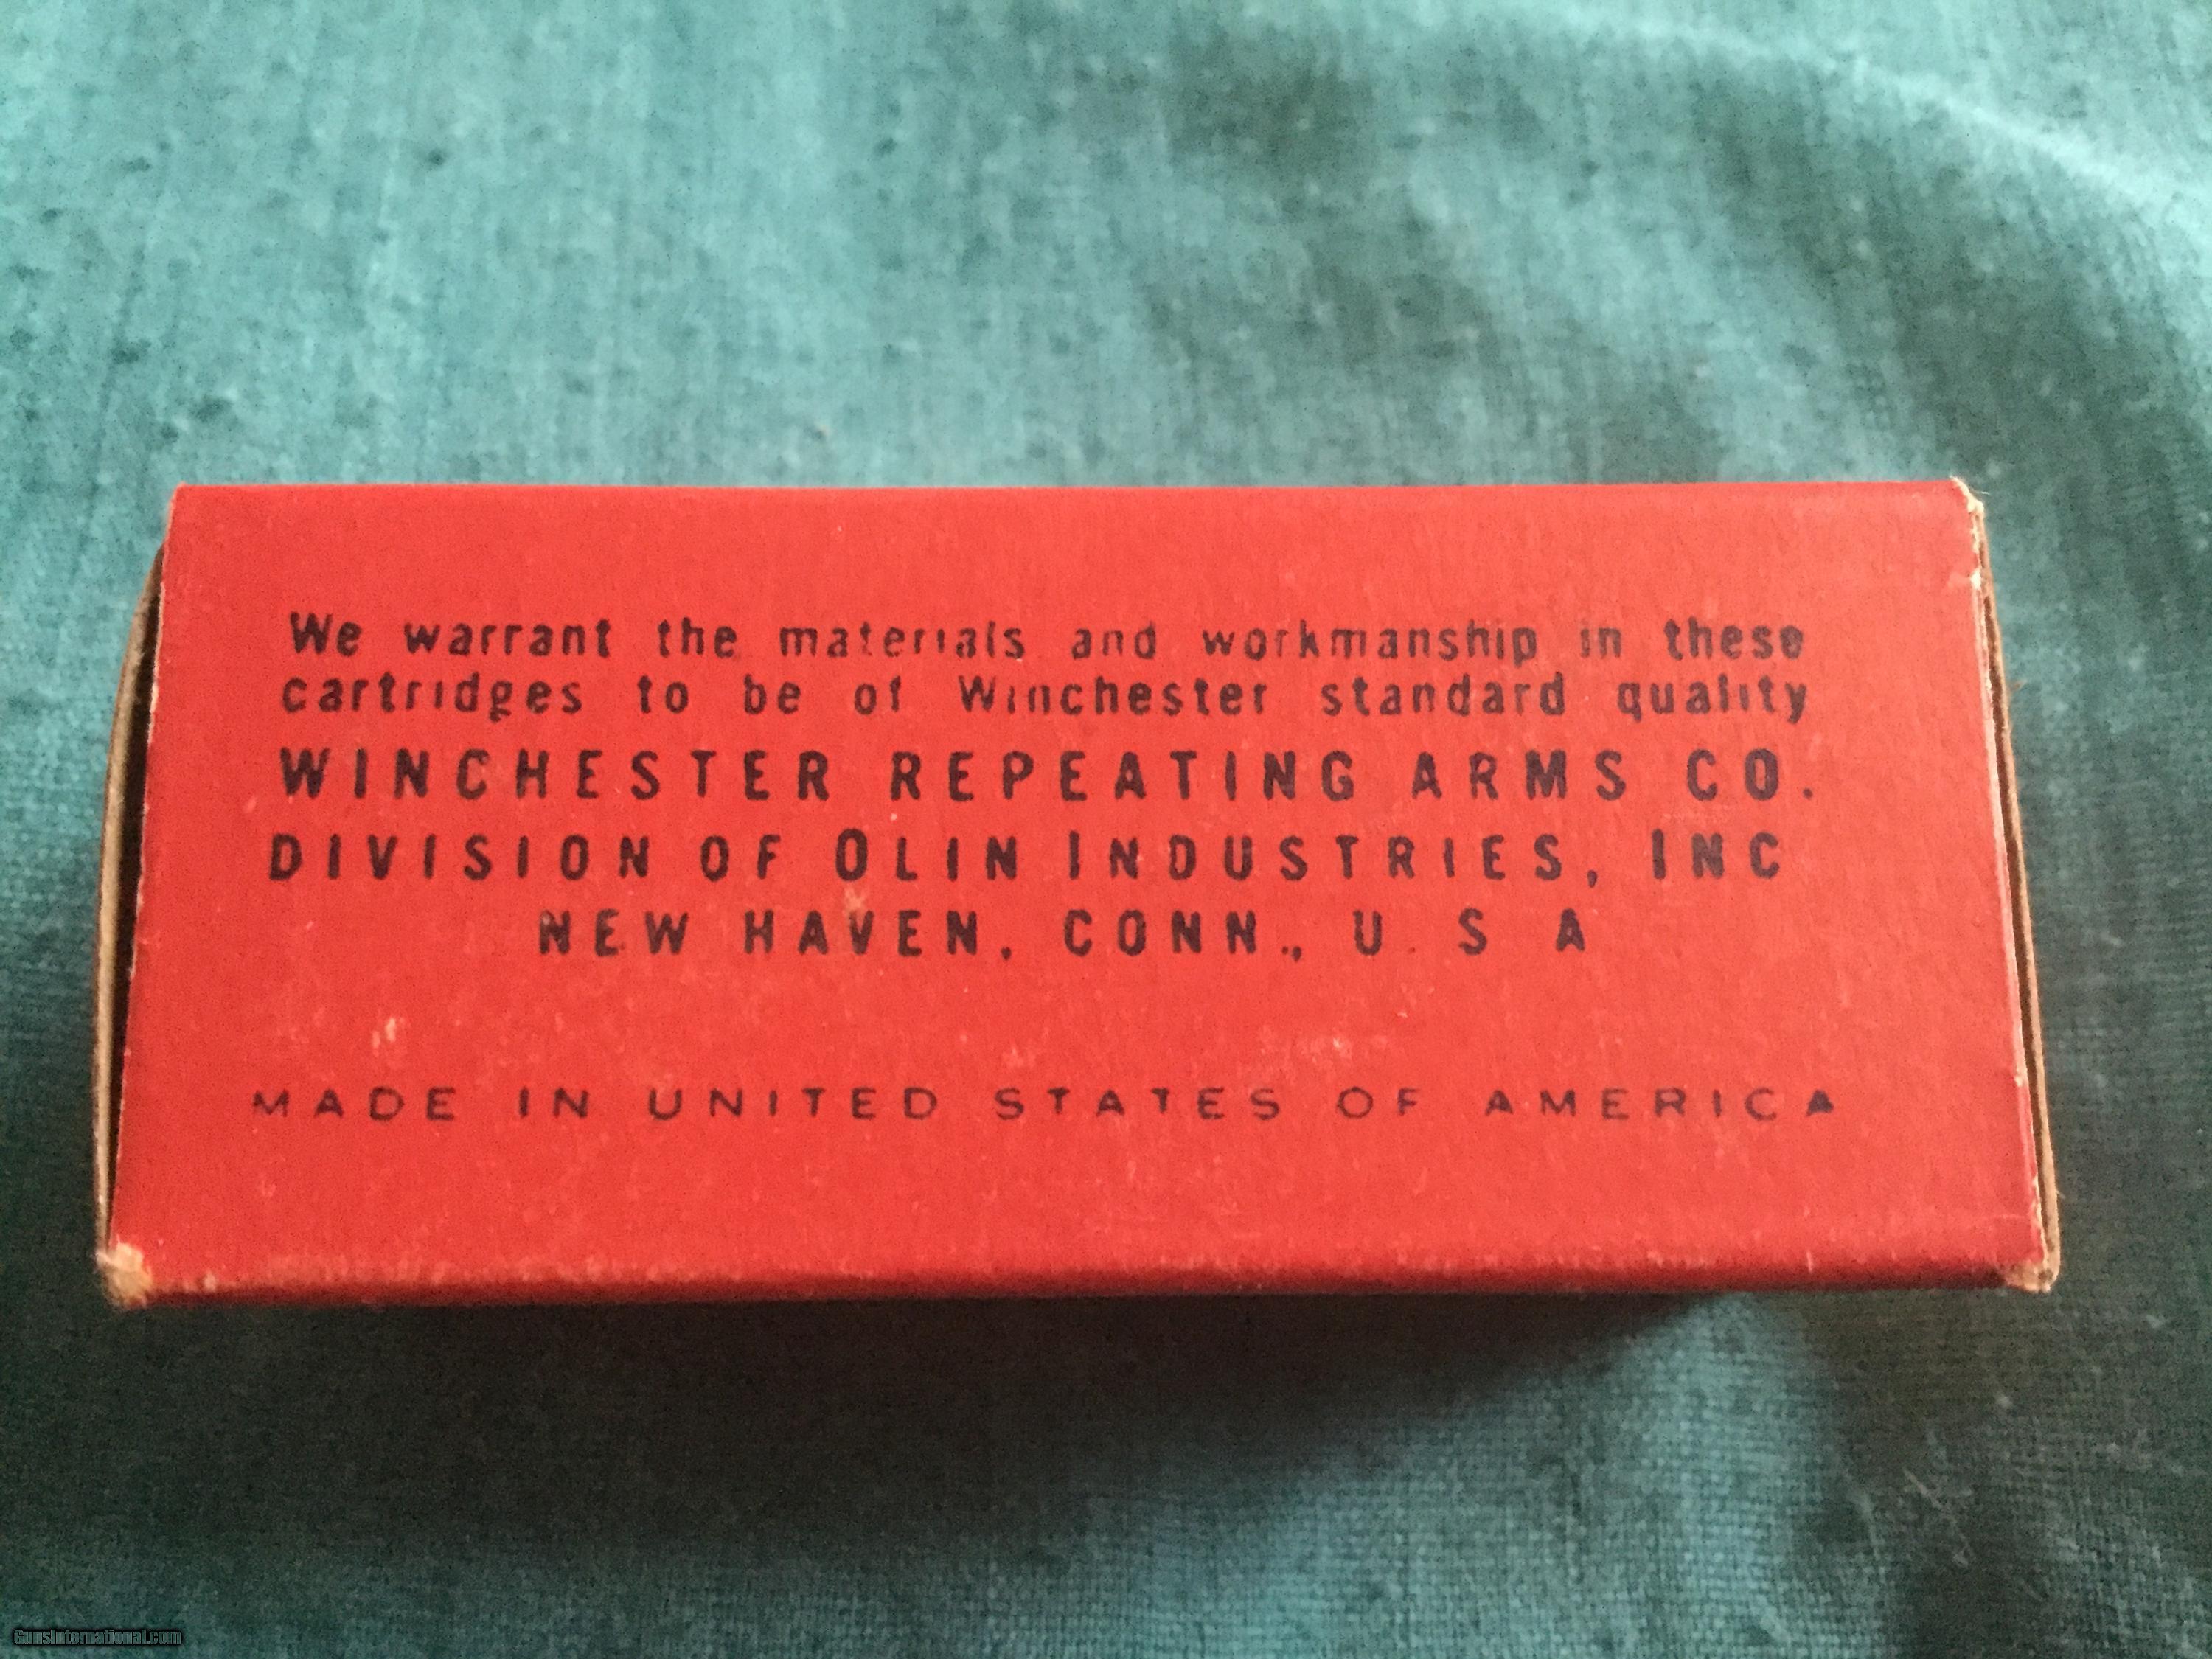 We warrant the materials and workmanship in these
cartridges to be of Winchester standard quality
WINCHESTER REPEATING ARMS CO.
DIVISION OF OLIN INDUSTRIES, INC
NEW HAVEN, CONN., U. S A
MADE IN UNITED STATES OF AMERICA
GunsInternational.com